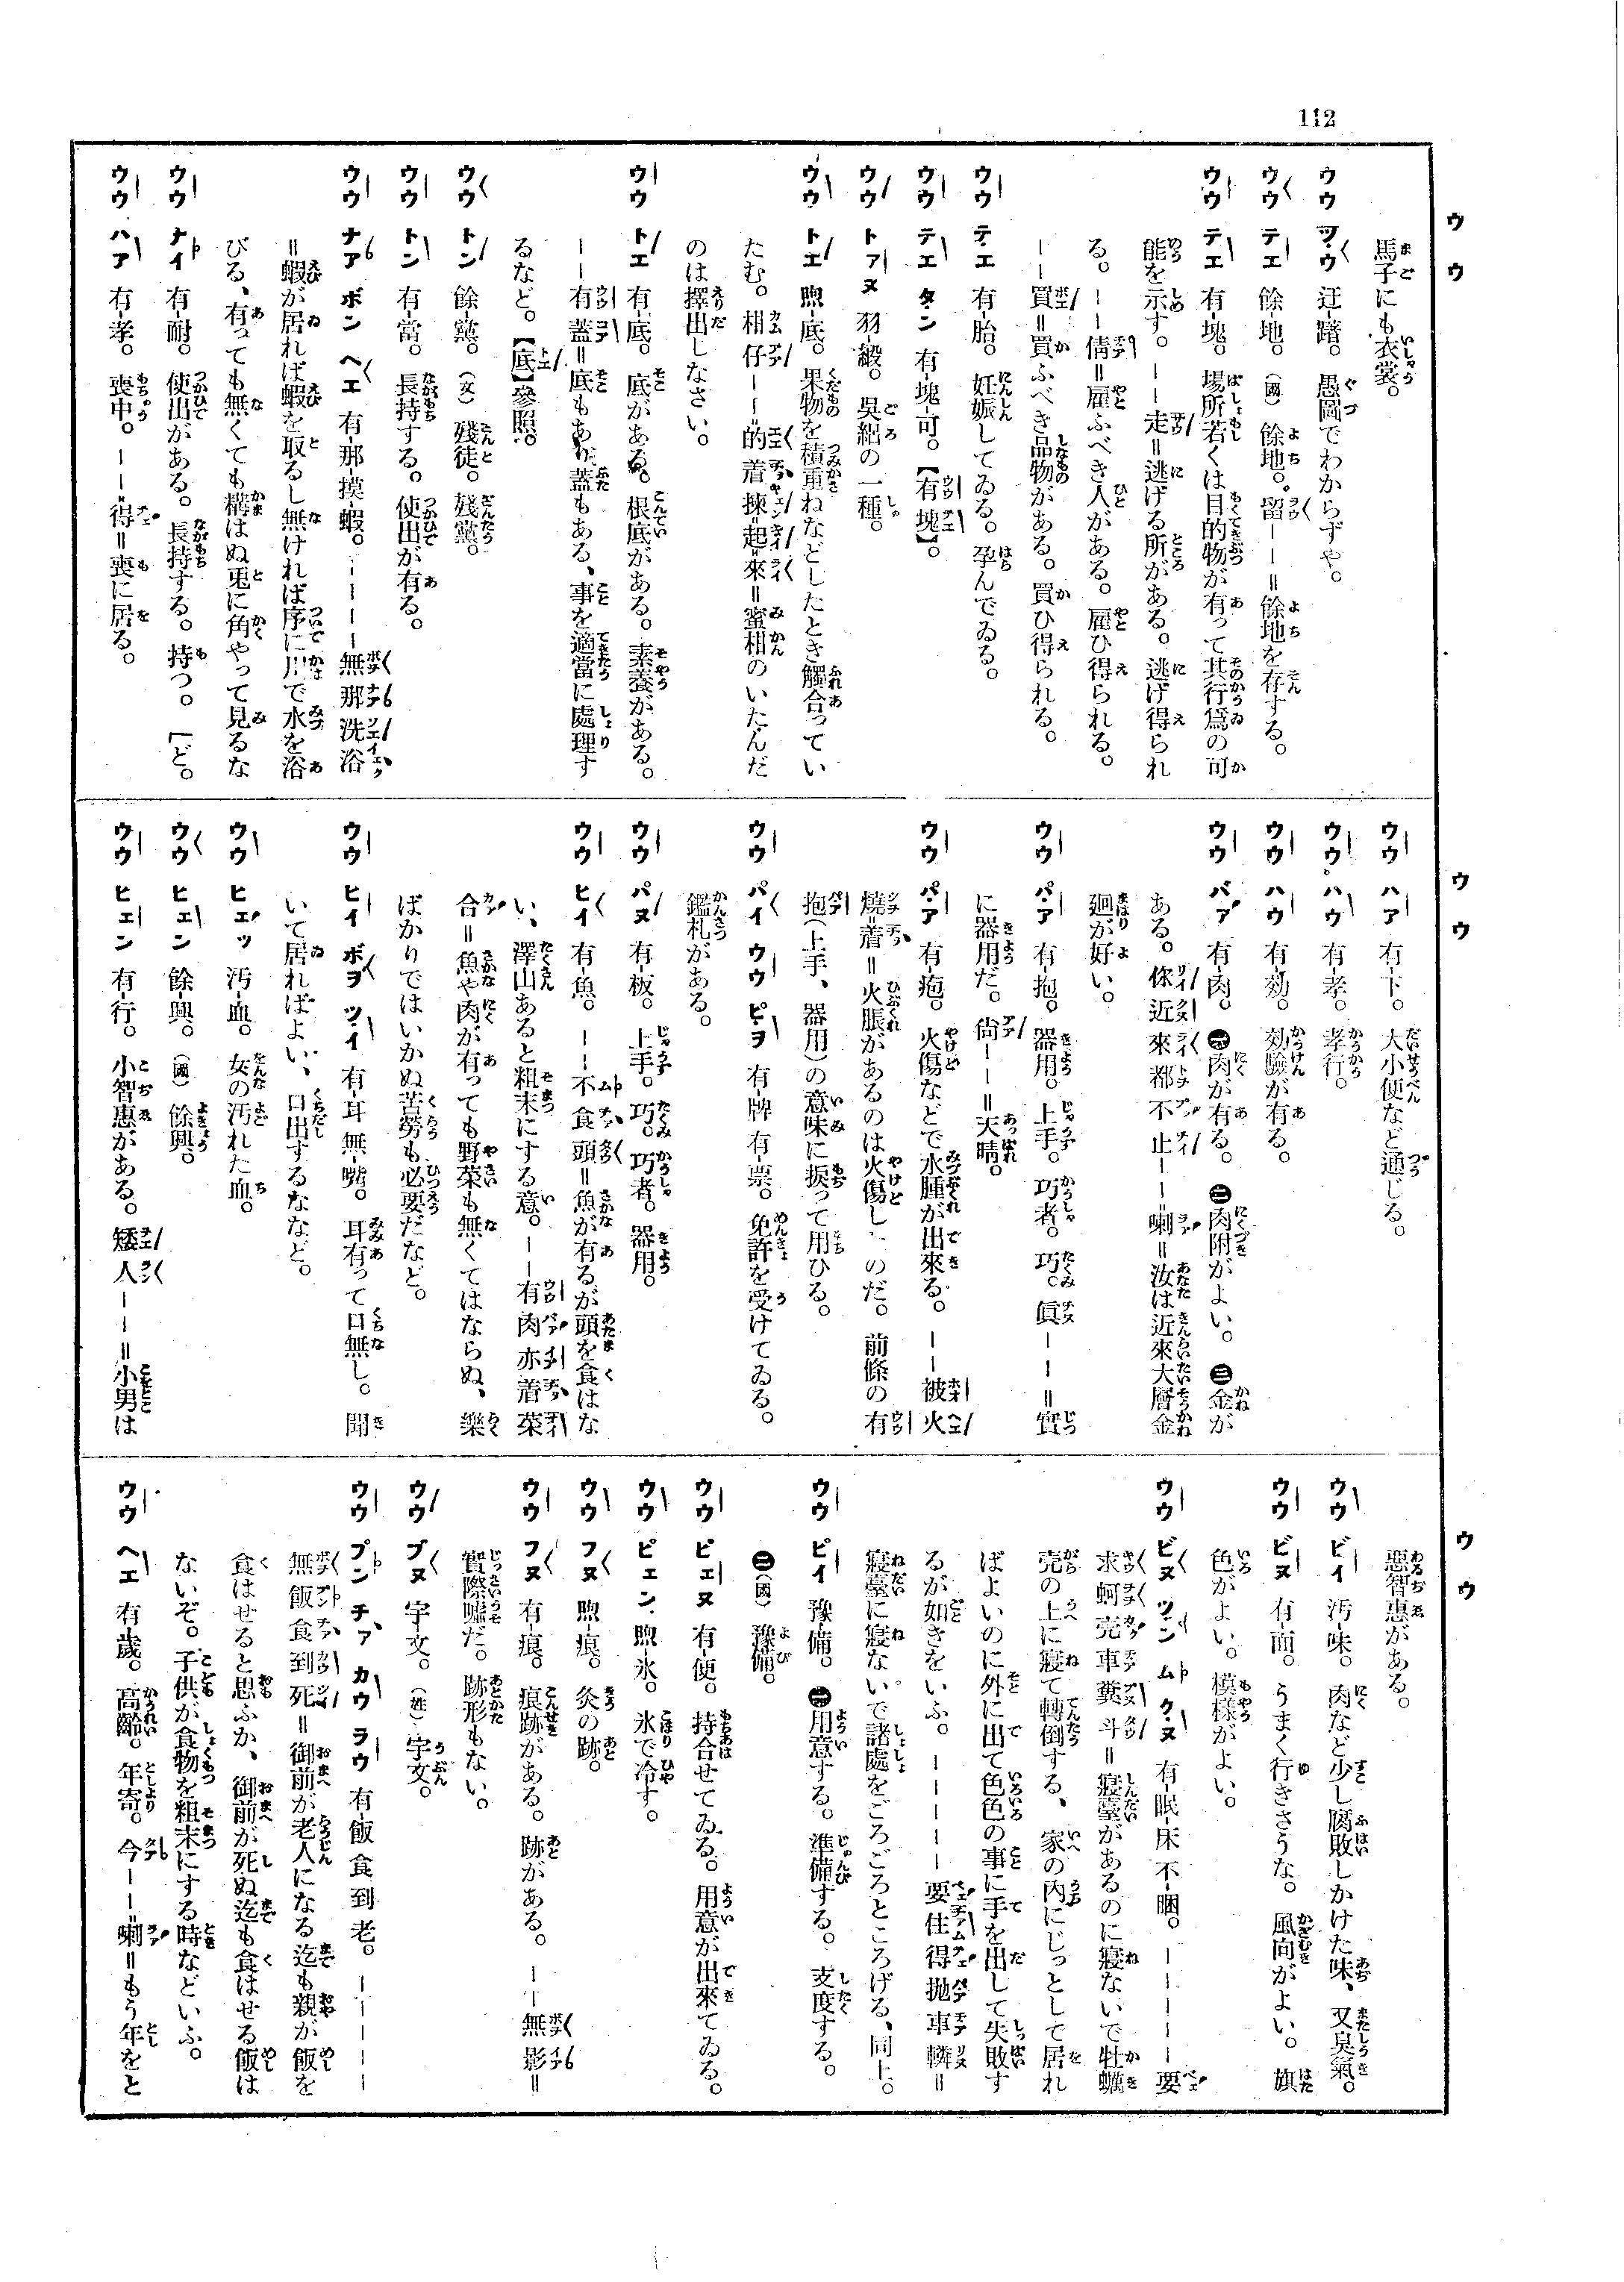 112
ウウ
馬子にも衣裳。
ウウ ツウ 迂-躇。愚圖でわからずや。
ウウ テエ 餘-地。(國)餘地。留ーー＝餘地を存する。
ウウ テエ 有-塊。場所若くは目的物が有って其行爲の可
能を示す。ーー走＝逃げる所がある。逃げ得られ
る。ーー倩＝雇ふべき人がある。雇ひ得られる。
ーー買＝買ふべき品物がある。買ひ得られる。
ウウ テエ 有-胎。妊娠してゐる。孕んでゐる。
ウウ テエ タン 有-塊-可。【有塊】。
ウウ トァヌ 羽-緞。吳絽の一種。
ウウ トエ 煦-底。果物を積重ねなどしたとき觸合ってい
たむ。柑仔ーー的着揀-起-來＝蜜柑のいたんだ
のは擇出しなさい。
ウウ トエ 有-底。底がある。根底がある。素養がある。
ーー有蓋＝底もあり、蓋もある、事を適當に處理す
るなど。【底】參照。
ウウ トン 餘-黨。(文)殘徒。殘黨。
ウウ トン 有-當。長持する。使出が有る。
ウウ ナア ボン ヘエ 有-那-摸-蝦。ーーーー無那洗浴
＝蝦が居れば蝦を取るし無ければ序に川で水を浴
びる、有っても無くても構はぬ兎に角やって見るな
ウウ ナイ 有-耐。使出がある。長持する。持つ。［ど。
ウウ ハア 有-孝。喪中。ーー得＝喪に居る。
ウウ
ウウ ハア 有-下。大小便など通じる。
ウウ ハウ 有-孝。孝行。
ウウ ハウ 有-効。効驗が有る。
ウウ バァ 有-肉。㊀肉が有る。㊁肉附がよい。㊂金が
ある。你近來都不止ーー喇＝汝は近來大層金
廻が好い。
ウウ パア 有-抱。器用。上手。巧者。巧。眞ーー＝實
に器用だ。尙ーー＝天晴。
ウウ パア 有-疱。火傷などで水腫が出來る。ーー被火
燒-着＝火脹があるのは火傷したのだ。前條の有
抱(上手、器用)の意味に捩って用ひる。
ウウ パイ ウウ ピヲ 有-牌有-票。免許を受けてゐる。
鑑札がある。
ウウ パヌ 有-板。上手。巧。巧者。器用。
ウウ ヒイ 有-魚。ーー不食頭＝魚が有るが頭を食はな
い、澤山あると粗末にする意。ーー有肉亦着菜
合＝魚や肉が有っても野菜も無くてはならぬ、樂
ばかりではいかぬ苦勞も必要だなど。
ウウ ヒイ ボヲ ツイ 有-耳無-嘴。耳有って口無し。聞
いて居ればよい、口出するななど。
ウウ ヒェッ 汚-血。女の汚れた血。
ウウ ヒェン 餘-興。(國)餘興。
ウウ ヒェン 有-行。小智惠がある。矮人ーー＝小男は
ウウ
惡智惠がある。
ウウ ビイ 汚-味。肉など少し腐敗しかけた味、又臭氣。
ウウ ビヌ 有-面。うまく行きさうな。風向がよい。旗
色がよい。模樣がよい。
ウウ ビヌ ツン ム クヌ 有-眠-床不-睏。ーーーーー要
求蚵壳車糞斗＝寢臺があるのに寢ないで牡蠣
壳の上に寢て轉倒する、家の内にじっとして居れ
ばよいのに外に出て色色の事に手を出して失敗す
るが如きをいふ。ーーーーー要住得抛車轔＝
寢臺に寢ないで諸處をごろごろところげる、同上。
ウウ ピイ 豫-備。㊀用意する。準備する。支度する。
㊁(國)豫備。
ウウ ピェヌ 有-便。持合せてゐる。用意が出來てゐる。
ウウ ピェン 煦-氷。氷で冷す。
ウウ フヌ 煦-痕。灸の跡。
ウウ フヌ 有-痕。痕跡がある。跡がある。ーー無影＝
實際嘘だ。跡形もない。
ウウ ブヌ 宇-文。(姓)宇文。
ウウ プン チァ カウ ラウ 有-飯食到老。ーーーーー
無飯食到死＝御前が老人になる迄も親が飯を
食はせると思ふか、御前が死ぬ迄も食はせる飯は
ないぞ。子供が食物を粗末にする時などいふ。
ウウ ヘエ 有-歲。高齡。年寄。今ーー喇＝もう年をと